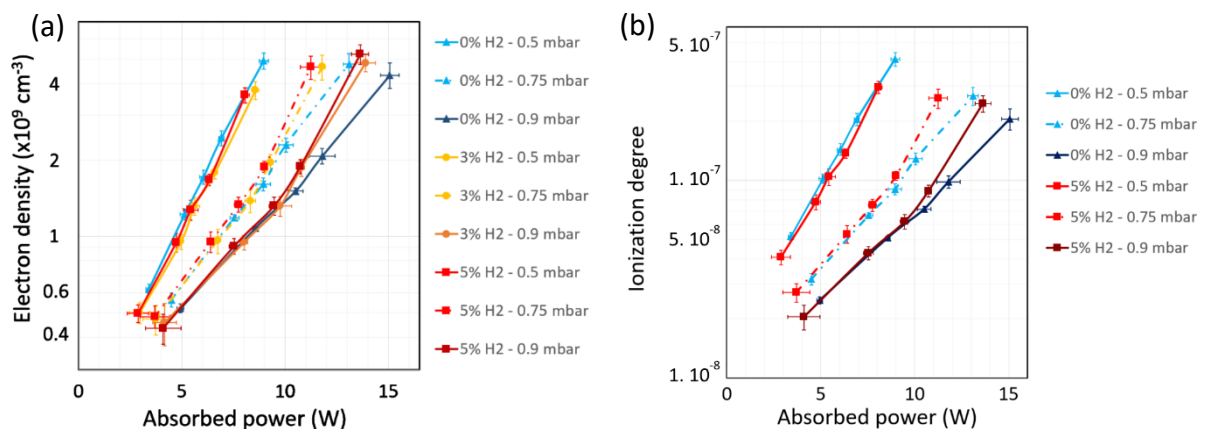 (a)
Electron density (x10⁹ cm⁻³)
4
2
1
0.6
0.4
0
5
10
15
Absorbed power (W)
0% H2 - 0.5 mbar
0% H2 - 0.75 mbar
0% H2 - 0.9 mbar
3% H2 - 0.5 mbar
3% H2 - 0.75 mbar
3% H2 - 0.9 mbar
5% H2 - 0.5 mbar
5% H2 - 0.75 mbar
5% H2 - 0.9 mbar
(b)
Ionization degree
5.10⁻⁷
1.10⁻⁷
5.10⁻⁸
1.10⁻⁸
0
5
10
15
Absorbed power (W)
0% H2 - 0.5 mbar
0% H2 - 0.75 mbar
0% H2 - 0.9 mbar
5% H2 - 0.5 mbar
5% H2 - 0.75 mbar
5% H2 - 0.9 mbar